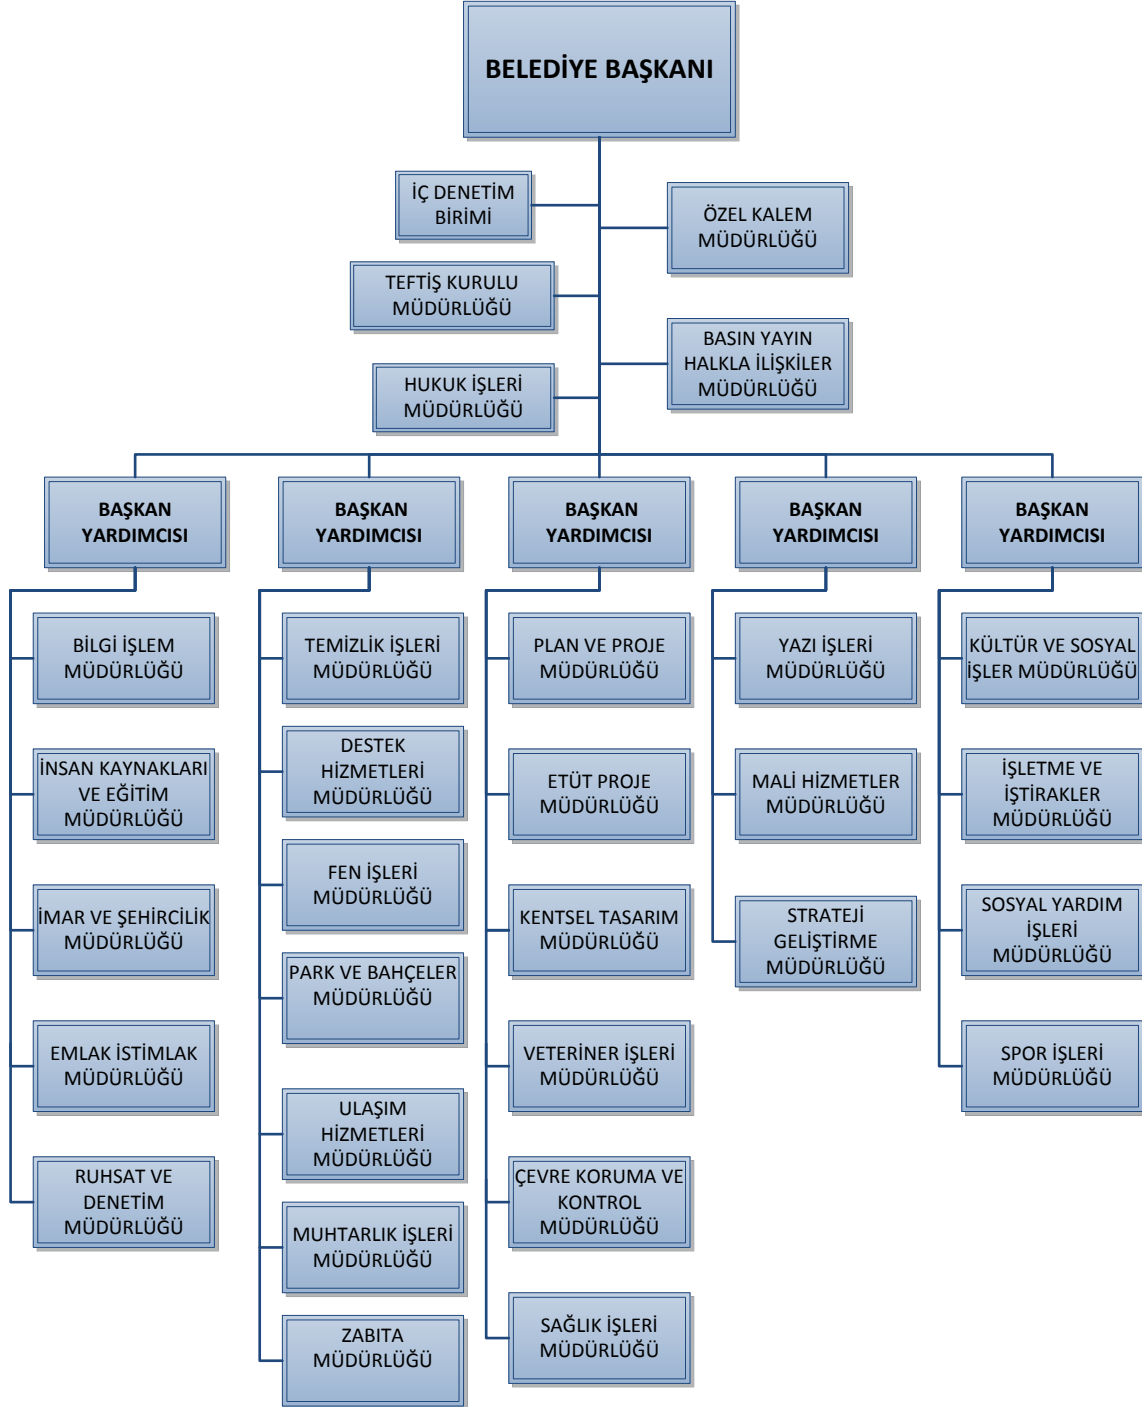 BELEDİYE BAŞKANI
İÇ DENETİM
BİRİMİ
ÖZEL KALEM
MÜDÜRLÜĞÜ
TEFTİŞ KURULU
MÜDÜRLÜĞÜ
BASIN YAYIN
HALKLA İLİŞKİLER
MÜDÜRLÜĞÜ
HUKUK İŞLERİ
MÜDÜRLÜĞÜ
BAŞKAN
YARDIMCISI
BİLGİ İŞLEM
MÜDÜRLÜĞÜ
İNSAN KAYNAKLARI
VE EĞİTİM
MÜDÜRLÜĞÜ
İMAR VE ŞEHİRCİLİK
MÜDÜRLÜĞÜ
EMLAK İSTİMLAK
MÜDÜRLÜĞÜ
RUHSAT VE
DENETİM
MÜDÜRLÜĞÜ
BAŞKAN
YARDIMCISI
TEMİZLİK İŞLERİ
MÜDÜRLÜĞÜ
DESTEK
HİZMETLERİ
MÜDÜRLÜĞÜ
FEN İŞLERİ
MÜDÜRLÜĞÜ
PARK VE BAHÇELER
MÜDÜRLÜĞÜ
ULAŞIM
HİZMETLERİ
MÜDÜRLÜĞÜ
MUHTARLIK İŞLERİ
MÜDÜRLÜĞÜ
ZABITA
MÜDÜRLÜĞÜ
BAŞKAN
YARDIMCISI
PLAN VE PROJE
MÜDÜRLÜĞÜ
ETÜT PROJE
MÜDÜRLÜĞÜ
KENTSEL TASARIM
MÜDÜRLÜĞÜ
VETERİNER İŞLERİ
MÜDÜRLÜĞÜ
ÇEVRE KORUMA VE
KONTROL
MÜDÜRLÜĞÜ
SAĞLIK İŞLERİ
MÜDÜRLÜĞÜ
BAŞKAN
YARDIMCISI
YAZI İŞLERİ
MÜDÜRLÜĞÜ
MALİ HİZMETLER
MÜDÜRLÜĞÜ
STRATEJİ
GELİŞTİRME
MÜDÜRLÜĞÜ
BAŞKAN
YARDIMCISI
KÜLTÜR VE SOSYAL
İŞLER MÜDÜRLÜĞÜ
İŞLETME VE
İŞTİRAKLER
MÜDÜRLÜĞÜ
SOSYAL YARDIM
İŞLERİ
MÜDÜRLÜĞÜ
SPOR İŞLERİ
MÜDÜRLÜĞÜ